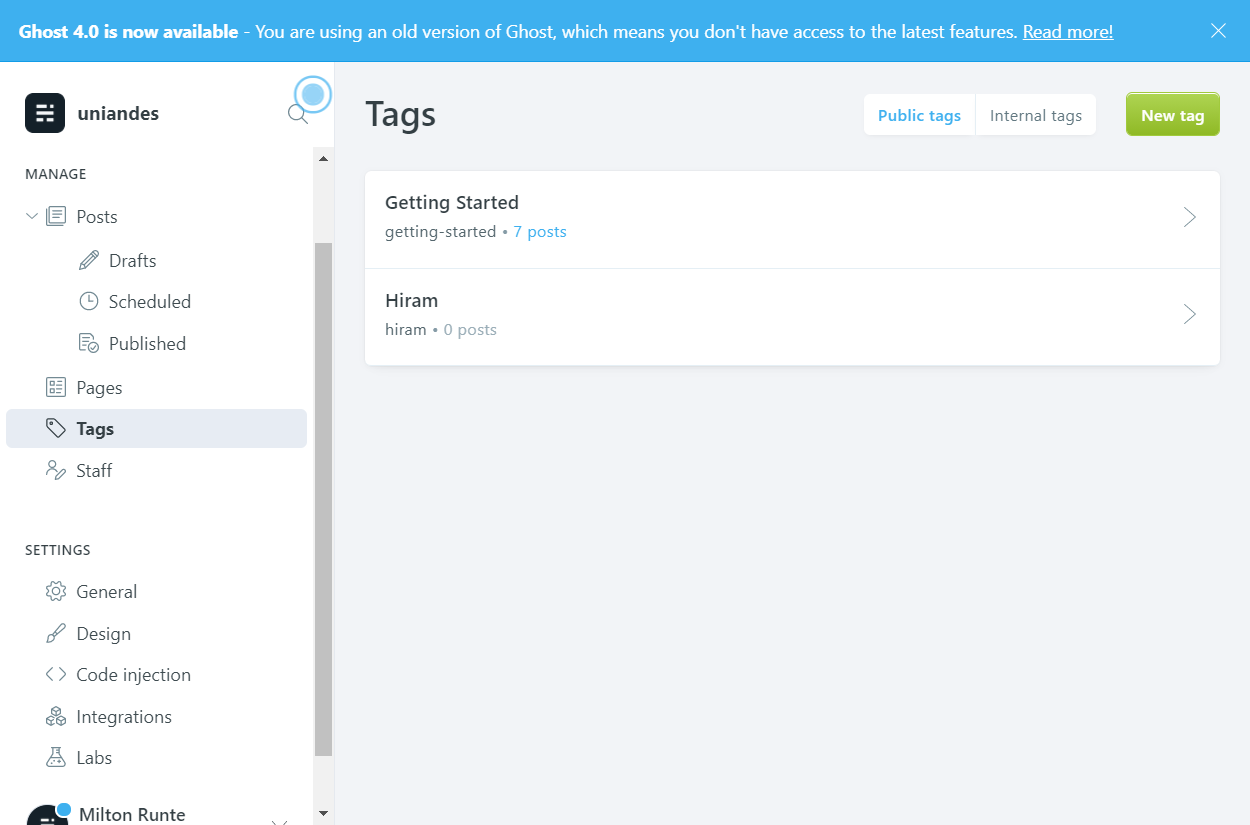 Ghost 4.0 is now available - You are using an old version of Ghost, which means you don't have access to the latest features. Read more!
uniandes
MANAGE
Posts
Drafts
Scheduled
Published
Pages
Tags
Staff
SETTINGS
General
Design
Code injection
Integrations
Labs
Milton Runte
Tags
Public tags
Internal tags
New tag
Getting Started
getting-started • 7 posts
Hiram
hiram • 0 posts